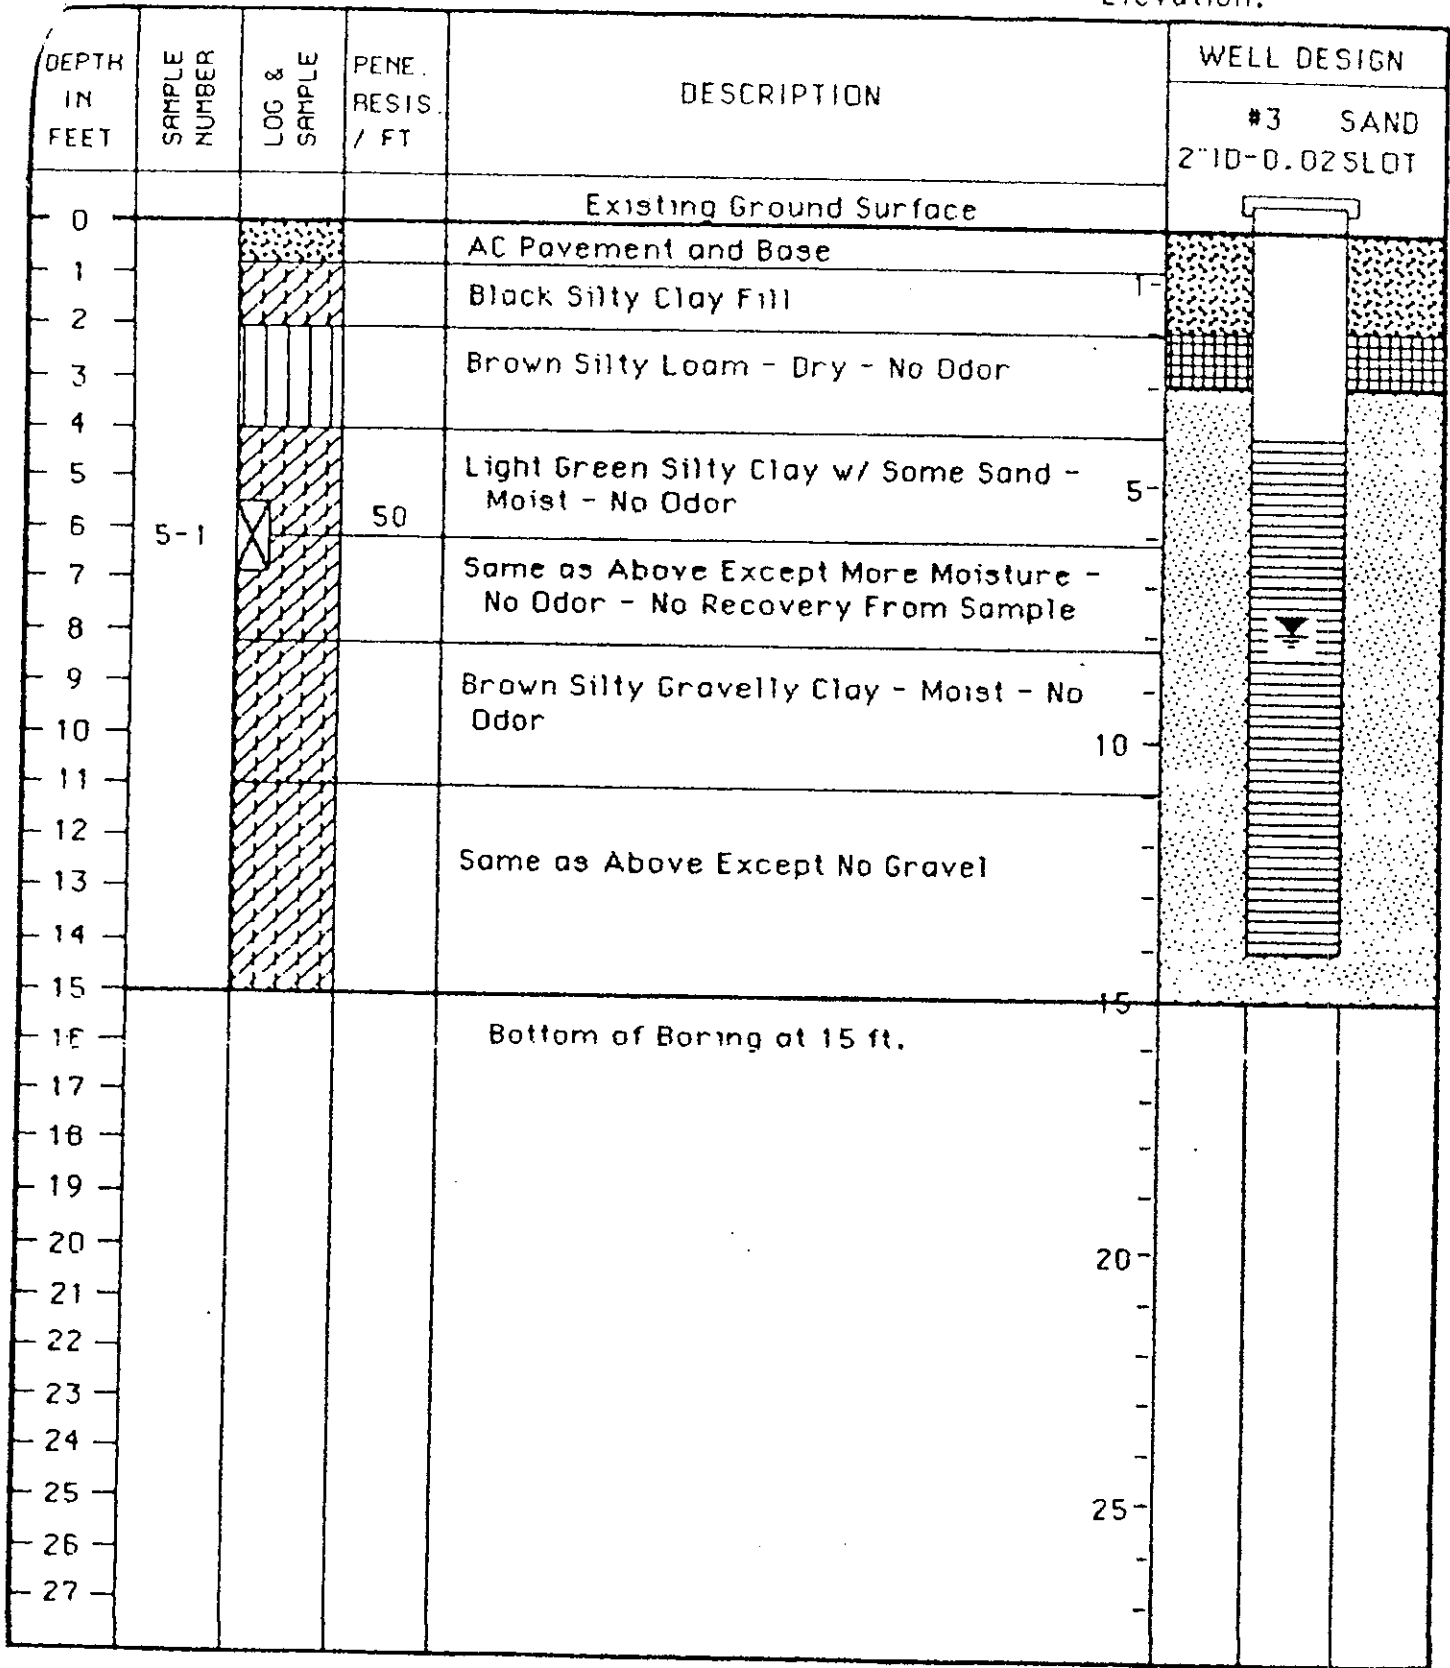 Elevation:
DEPTH
IN
FEET
SAMPLE
NUMBER
LOG &
SAMPLE
PENE.
RESIS.
/ FT
DESCRIPTION
WELL DESIGN
#3 SAND
2"ID-0.02SLOT
Existing Ground Surface
0
AC Pavement and Base
1
Black Silty Clay Fill
1
2
Brown Silty Loam - Dry - No Odor
3
4
Light Green Silty Clay w/ Some Sand -
Moist - No Odor
5
5
6
5-1
50
Same as Above Except More Moisture -
No Odor - No Recovery From Sample
7
8
Brown Silty Gravelly Clay - Moist - No
Odor
9
10
10
11
12
Same as Above Except No Gravel
13
14
15
15
Bottom of Boring at 15 ft.
16
17
18
19
20
20
21
22
23
24
25
25
26
27